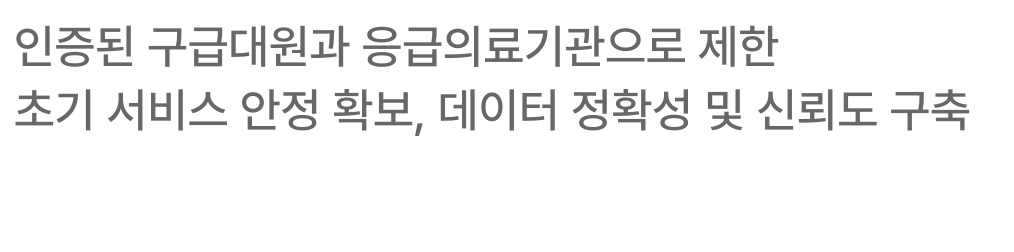 인증된 구급대원과 응급의료기관으로 제한
초기 서비스 안정 확보, 데이터 정확성 및 신뢰도 구축